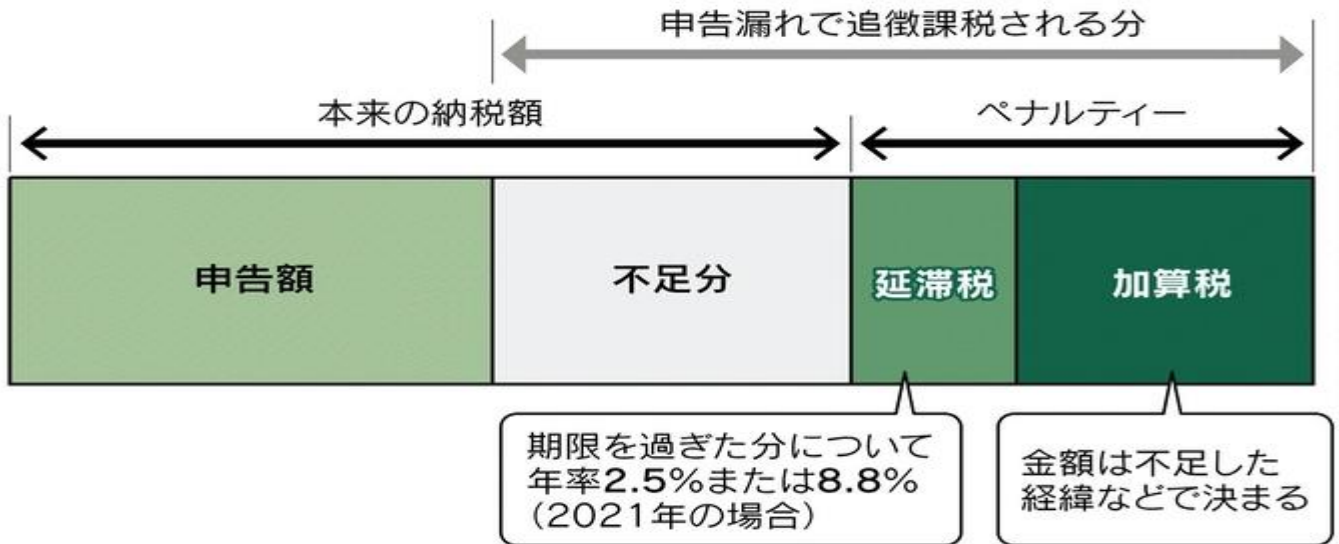 申告漏れで追徴課税される分
本来の納税額
ペナルティー
申告額
不足分
延滞税
加算税
期限を過ぎた分について
年率2.5%または8.8%
(2021年の場合)
金額は不足した
経緯などで決まる